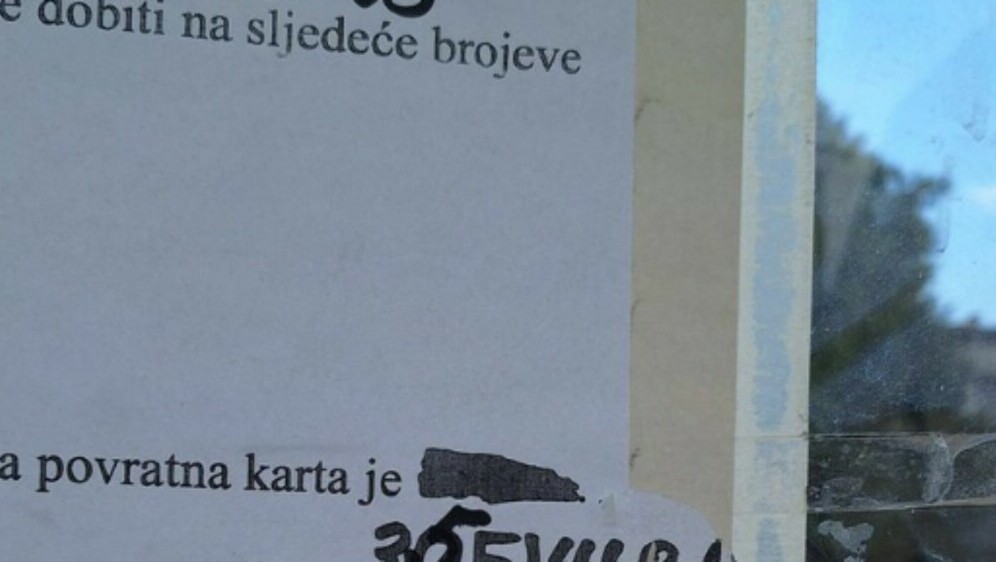 e dobiti na sljedeće brojeve
a povratna karta je